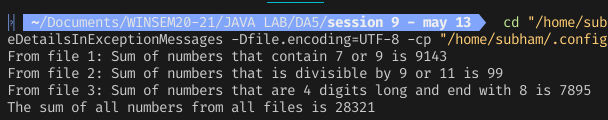 ~/Documents/WINSEM20-21/JAVA LAB/DA5/session 9 - may 13 cd "/home/sub
eDetailsInExceptionMessages -Dfile.encoding=UTF-8 -cp "/home/subham/.config
From file 1: Sum of numbers that contain 7 or 9 is 9143
From file 2: Sum of numbers that is divisible by 9 or 11 is 99
From file 3: Sum of numbers that are 4 digits long and end with 8 is 7895
The sum of all numbers from all files is 28321